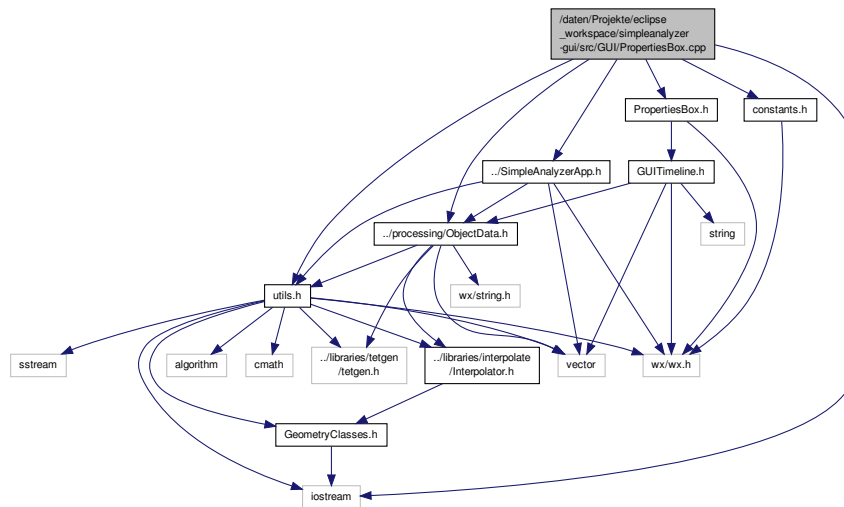 /daten/Projekte/eclipse
_workspace/simpleanalyzer
-gui/src/GUI/PropertiesBox.cpp
PropertiesBox.h
constants.h
../SimpleAnalyzerApp.h
GUITimeline.h
../processing/ObjectData.h
string
utils.h
wx/string.h
sstream
algorithm
cmath
../libraries/tetgen
/tetgen.h
../libraries/interpolate
/Interpolator.h
vector
wx/wx.h
GeometryClasses.h
iostream